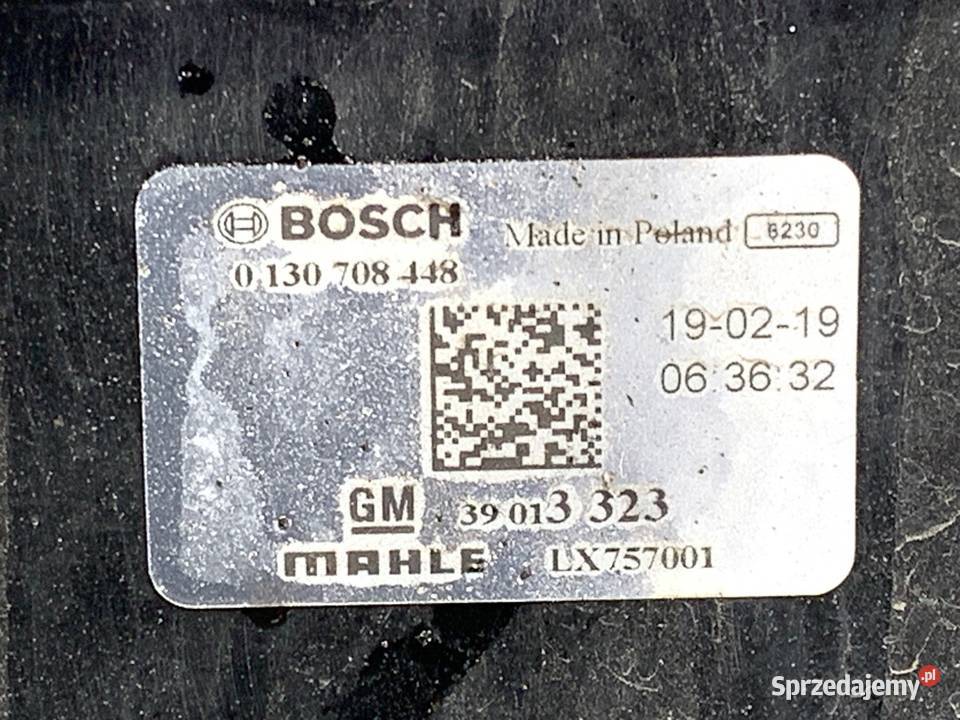 BOSCH Made in Poland 6230
0 130 708 448
19-02-19
06:36:32
GM 39 013 323
MAHLE LX757001
Sprzedajemy.pl